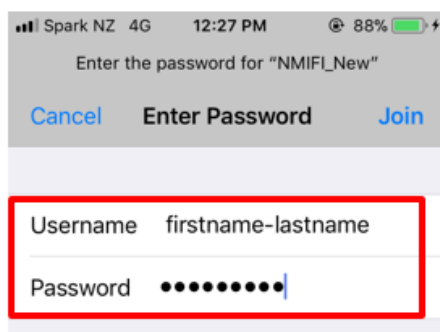 Spark NZ 4G 12:27 PM 88%
Enter the password for “NMIFI_New”
Cancel Enter Password Join
Username firstname-lastname
Password •••••••••